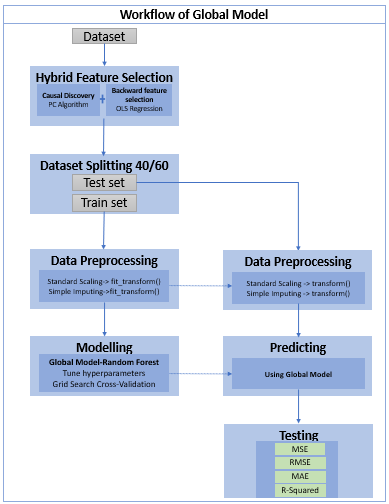 Workflow of Global Model
Dataset
Hybrid Feature Selection
Causal Discovery
PC Algorithm
+
Backward feature
selection
OLS Regression
Dataset Splitting 40/60
Test set
Train set
Data Preprocessing
Standard Scaling-> fit_transform()
Simple Imputing->fit_transform()
Data Preprocessing
Standard Scaling -> transform()
Simple Imputing -> transform()
Modelling
Global Model-Random Forest
Tune hyperparameters
Grid Search Cross-Validation
Predicting
Using Global Model
Testing
MSE
RMSE
MAE
R-Squared